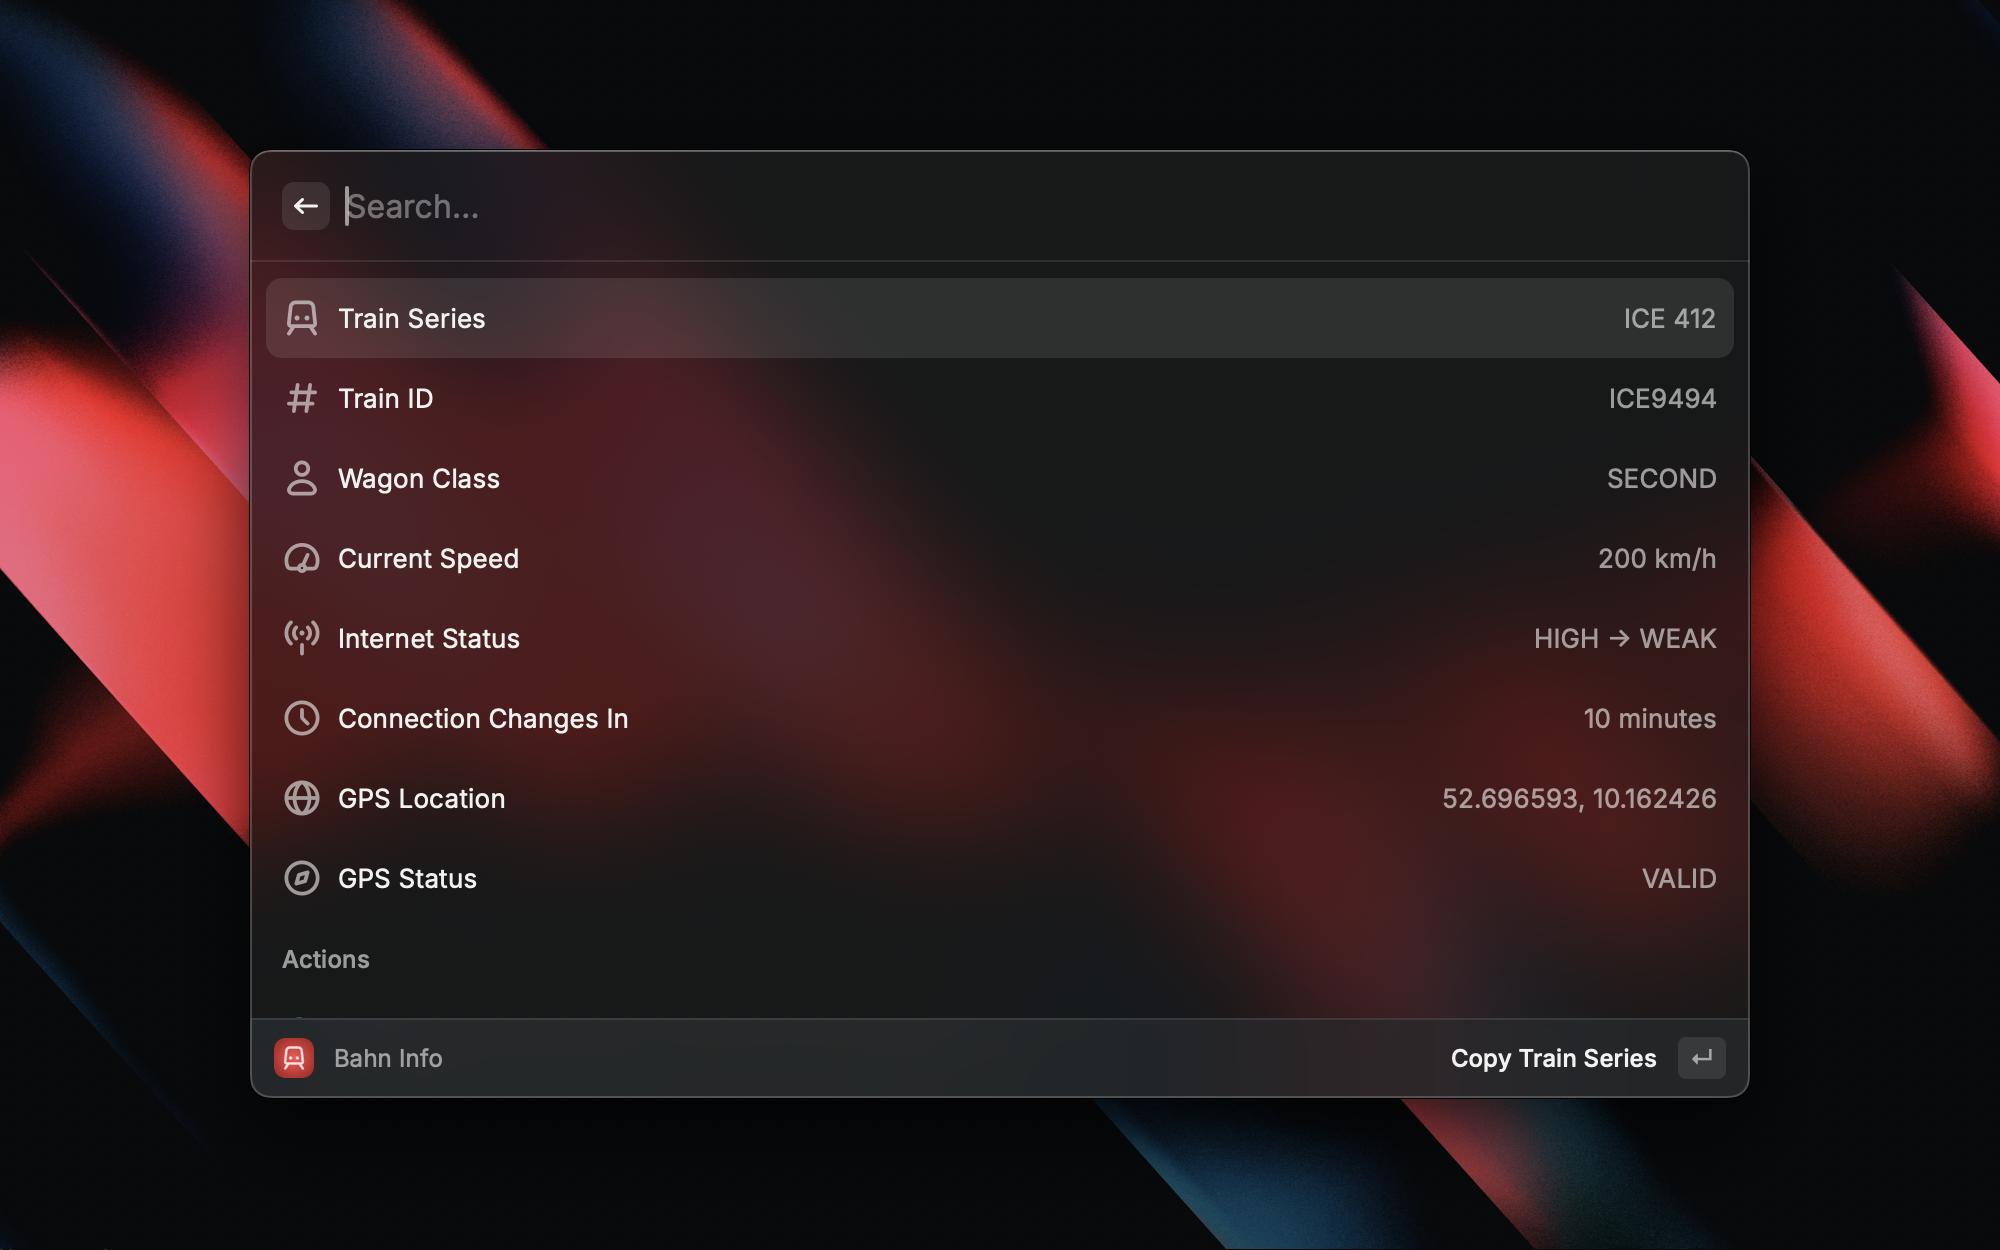 Search...
Train Series ICE 412
Train ID ICE9494
Wagon Class SECOND
Current Speed 200 km/h
Internet Status HIGH → WEAK
Connection Changes In 10 minutes
GPS Location 52.696593, 10.162426
GPS Status VALID
Actions
Bahn Info Copy Train Series